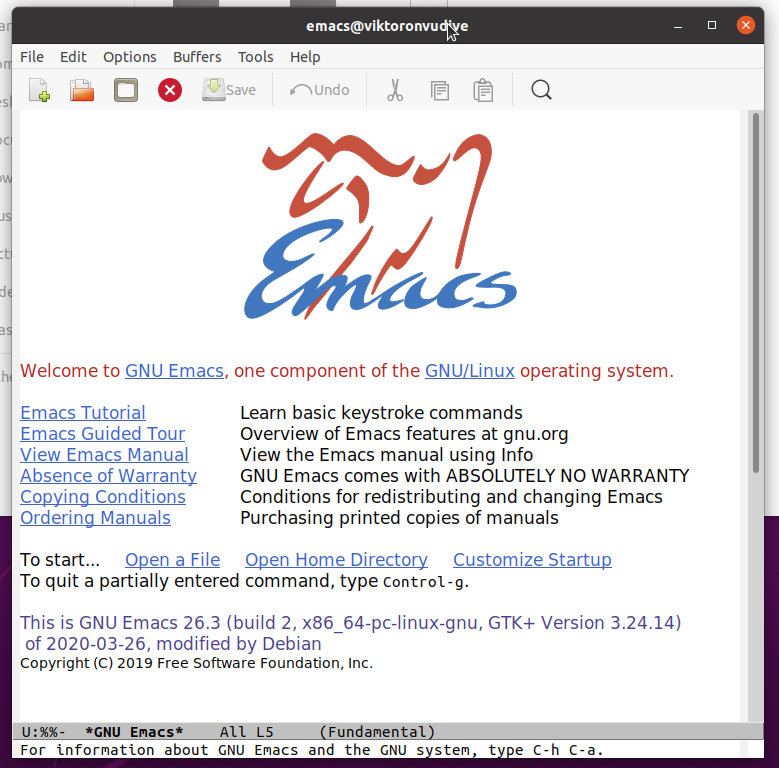 emacs@viktoronvudive
File Edit Options Buffers Tools Help
Save Undo
Emacs
Welcome to GNU Emacs, one component of the GNU/Linux operating system.
Emacs Tutorial Learn basic keystroke commands
Emacs Guided Tour Overview of Emacs features at gnu.org
View Emacs Manual View the Emacs manual using Info
Absence of Warranty GNU Emacs comes with ABSOLUTELY NO WARRANTY
Copying Conditions Conditions for redistributing and changing Emacs
Ordering Manuals Purchasing printed copies of manuals
To start... Open a File Open Home Directory Customize Startup
To quit a partially entered command, type Control-g.
This is GNU Emacs 26.3 (build 2, x86_64-pc-linux-gnu, GTK+ Version 3.24.14)
of 2020-03-26, modified by Debian
Copyright (C) 2019 Free Software Foundation, Inc.
U:%%- *GNU Emacs* All L5 (Fundamental)
For information about GNU Emacs and the GNU system, type C-h C-a.